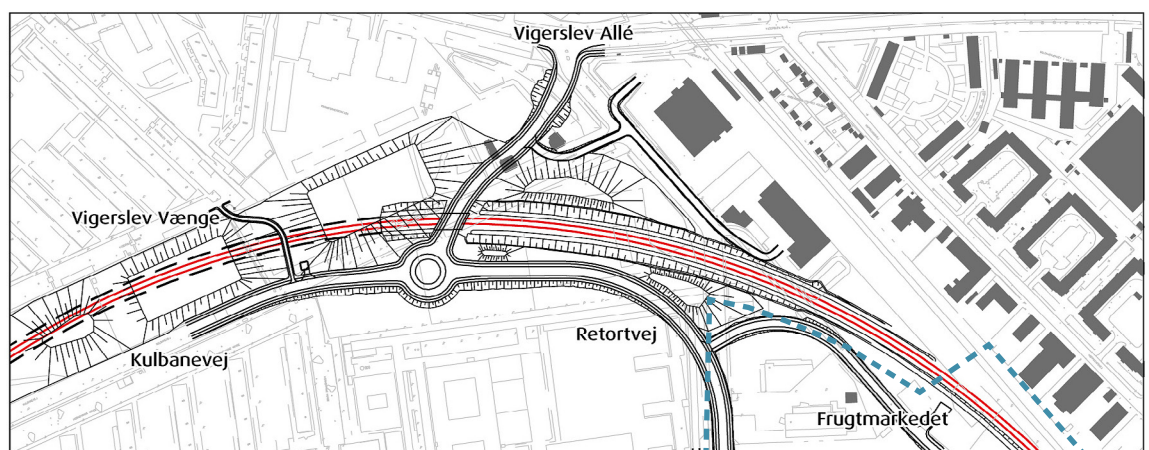 Vigerslev Allé
Vigerslev Vænge
Retortvej
Kulbanevej
Frugtmarkedet